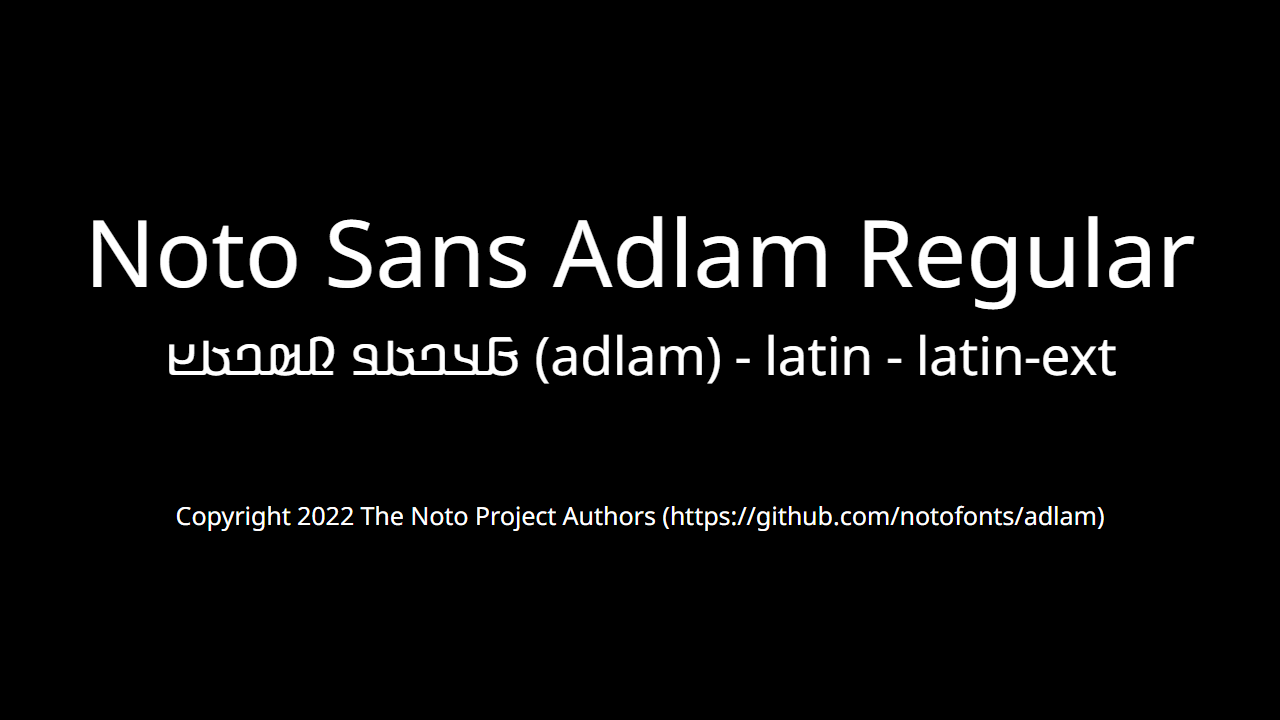 Noto Sans Adlam Regular
(adlam) - latin - latin-ext
Copyright 2022 The Noto Project Authors (https://github.com/notofonts/adlam)